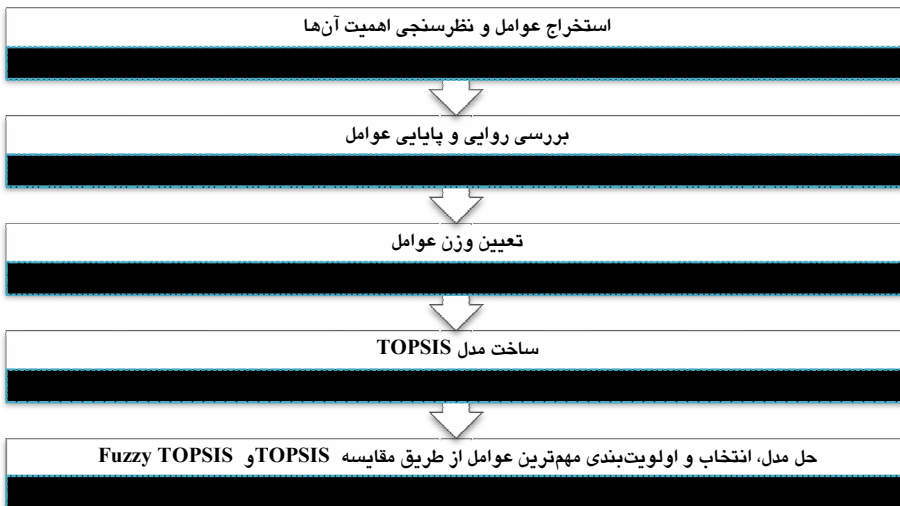 استخراج عوامل و نظرسنجی اهمیت آن‌ها
بررسی روایی و پایایی عوامل
تعیین وزن عوامل
ساخت مدل TOPSIS
حل مدل، انتخاب و اولویت‌بندی مهم‌ترین عوامل از طریق مقایسه TOPSIS و Fuzzy TOPSIS